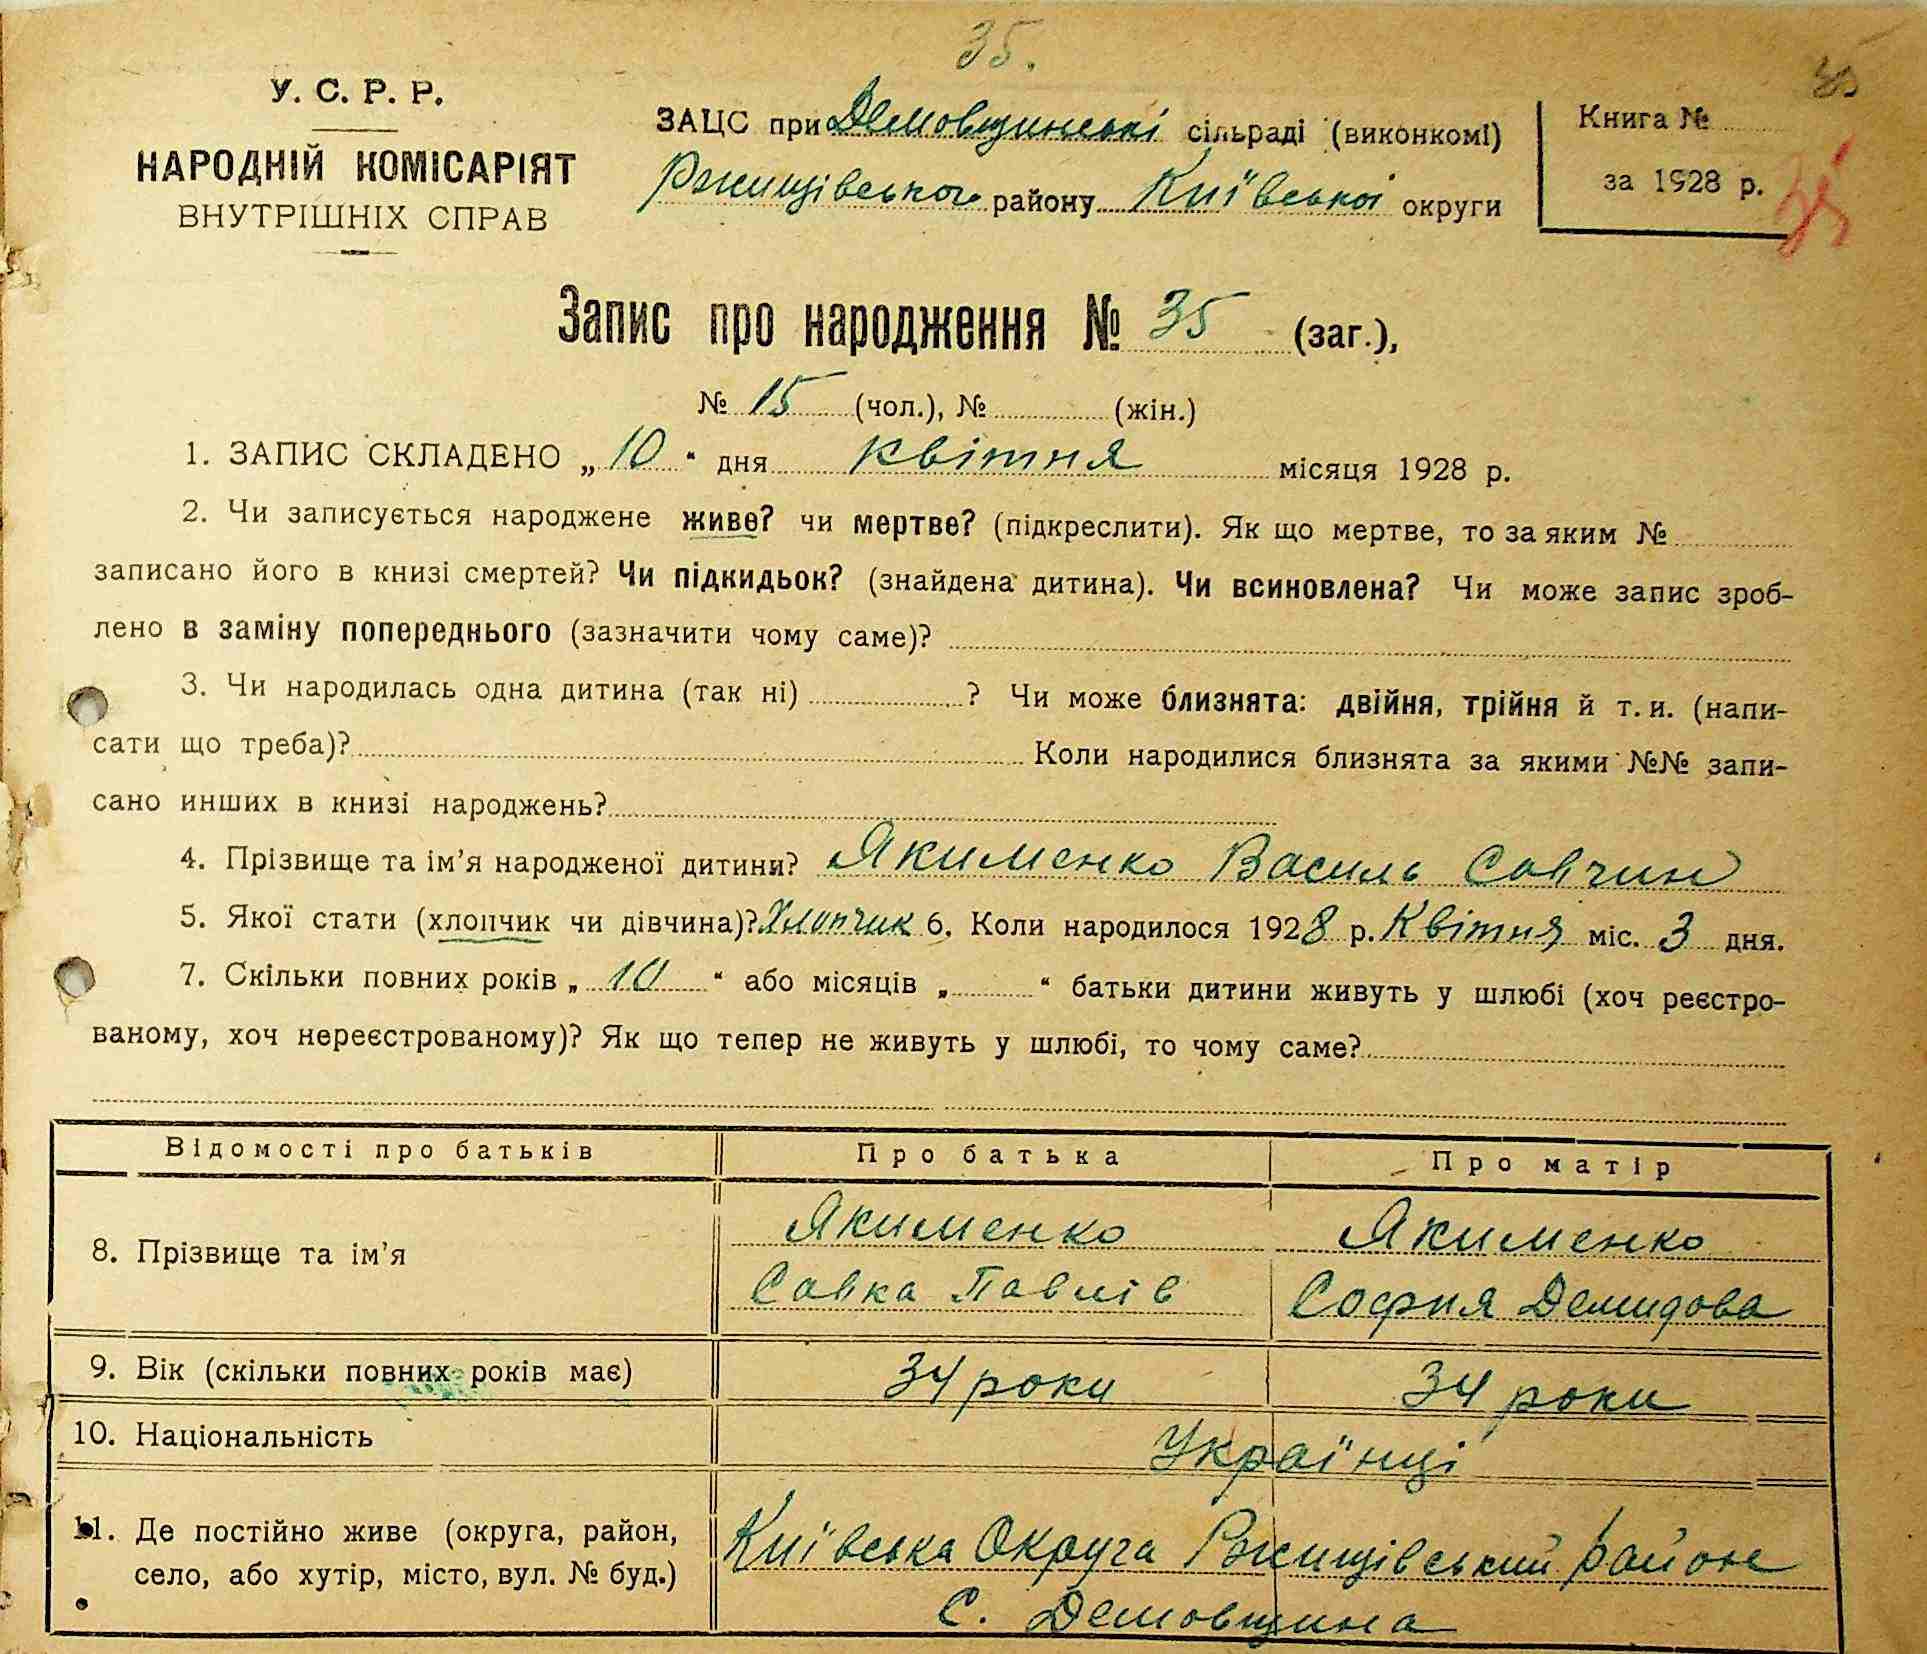 35.
35
У. С. Р. Р.
НАРОДНІЙ КОМІСАРІЯТ
ВНУТРІШНІХ СПРАВ
ЗАЦС при Демовщинські сільраді (виконкомі)
Ржищівського району Київської округи
Книга №
за 1928 р.
35
Запис про народження № 35 (заг.),
№ 15 (чол.), № (жін.)
1. ЗАПИС СКЛАДЕНО „ 10 “ дня квітня місяця 1928 р.
2. Чи записується народжене живе? чи мертве? (підкреслити). Як що мертве, то за яким №
записано його в книзі смертей? Чи підкидьок? (знайдена дитина). Чи всиновлена? Чи може запис зроб-
лено в заміну попереднього (зазначити чому саме)?
3. Чи народилась одна дитина (так ні) ? Чи може близнята: двійня, трійня й т. и. (напи-
сати що треба)? Коли народилися близнята за якими №№ запи-
сано инших в книзі народжень?
4. Прізвище та ім’я народженої дитини? Якименко Василь Савчин
5. Якої стати (хлопчик чи дівчина)? Хлопчик 6. Коли народилося 1928 р. Квітня міс. 3 дня.
7. Скільки повних років „ 10 “ або місяців „ “ батьки дитини живуть у шлюбі (хоч реєстро-
ваному, хоч нереєстрованому)? Як що тепер не живуть у шлюбі, то чому саме?
Відомості про батьків Про батька Про матір
8. Прізвище та ім’я Якименко Якименко
Савка Павлів София Демидова
9. Вік (скільки повних років має) 34 роки 34 роки
10. Національність Українці
11. Де постійно живе (округа, район, Київська Округа Ржищівський район
село, або хутір, місто, вул. № буд.) С. Демовщина